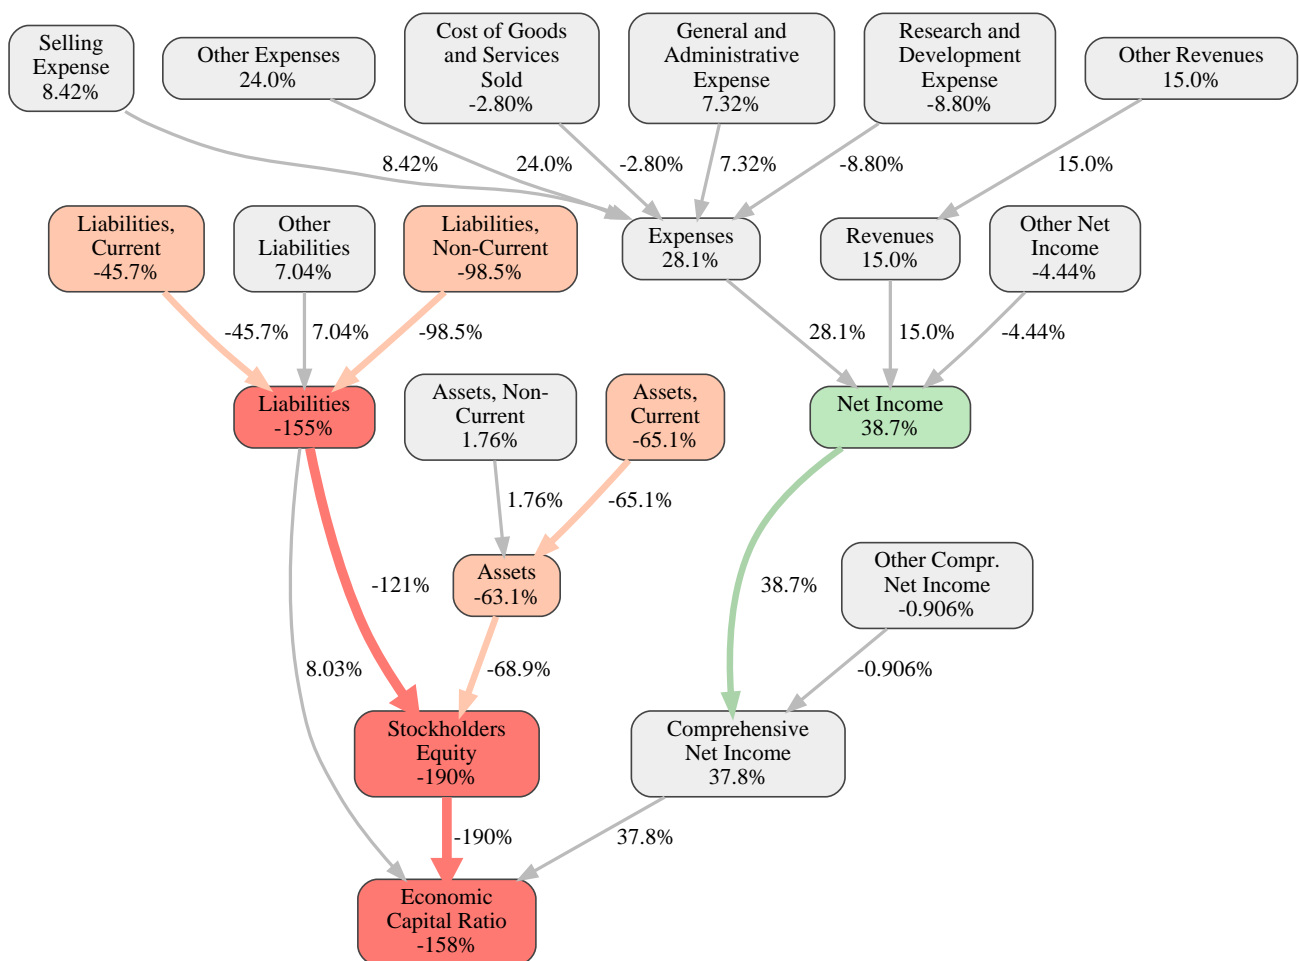 Selling
Expense
8.42%
Other Expenses
24.0%
Cost of Goods
and Services
Sold
-2.80%
General and
Administrative
Expense
7.32%
Research and
Development
Expense
-8.80%
Other Revenues
15.0%
8.42%
24.0%
-2.80%
7.32%
-8.80%
15.0%
Liabilities,
Current
-45.7%
Other
Liabilities
7.04%
Liabilities,
Non-Current
-98.5%
Expenses
28.1%
Revenues
15.0%
Other Net
Income
-4.44%
-45.7%
7.04%
-98.5%
28.1%
15.0%
-4.44%
Liabilities
-155%
Assets, Non-
Current
1.76%
Assets,
Current
-65.1%
Net Income
38.7%
1.76%
-65.1%
Assets
-63.1%
-121%
38.7%
Other Compr.
Net Income
-0.906%
8.03%
-68.9%
-0.906%
Stockholders
Equity
-190%
Comprehensive
Net Income
37.8%
-190%
37.8%
Economic
Capital Ratio
-158%